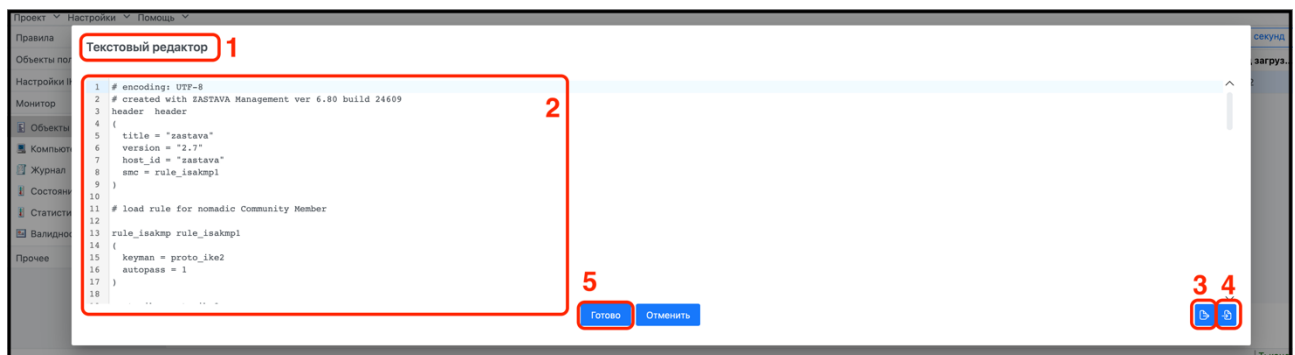 Проект Настройки Помощь
Правила
секунд
Текстовый редактор 1
Объекты пол
загруз..
Настройки
1 # encoding: UTF-8
2 # created with ZASTAVA Management ver 6.80 build 24609
2
Монитор
3 header header
4 (
Объекты
5 title = "zastava"
6 version = "2.7"
Компьют
7 host_id = "zastava"
8 smc = rule_isakmp1
Журнал
9 )
10
Состояни
11 # load rule for nomadic Community Member
Статисти
12
13 rule_isakmp rule_isakmp1
Валиднос
14 (
15 keyman = proto_ike2
Прочее
16 autopass = 1
17 )
18
5
3 4
Готово Отменить